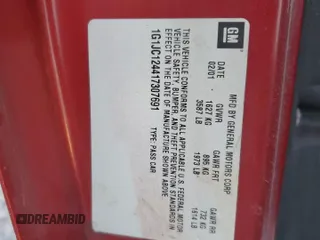 GM
MFD BY GENERAL MOTORS CORP
DATE GVWR GAWR FRT GAWR RR
02/01 1627 KG 895 KG 732 KG
3587 LB 1973 LB 1614 LB
THIS VEHICLE CONFORMS TO ALL APPLICABLE U.S. FEDERAL MOTOR
VEHICLE SAFETY, BUMPER, AND THEFT PREVENTION STANDARDS IN
EFFECT ON THE DATE OF MANUFACTURE SHOWN ABOVE
1G1JC124417307691 TYPE: PASS CAR
DREAMBID.COM